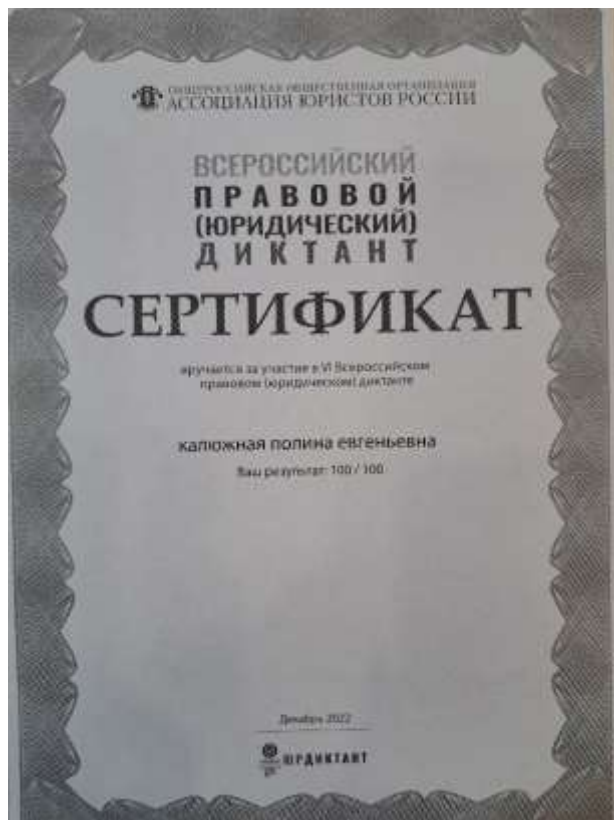 ОБЩЕРОССИЙСКАЯ ОБЩЕСТВЕННАЯ ОРГАНИЗАЦИЯ
АССОЦИАЦИЯ ЮРИСТОВ РОССИИ
ВСЕРОССИЙСКИЙ
ПРАВОВОЙ
(ЮРИДИЧЕСКИЙ)
ДИКТАНТ
СЕРТИФИКАТ
вручается за участие в VI Всероссийском
правовом (юридическом) диктанте
калюжная полина евгеньевна
Ваш результат: 100 / 100
Декабрь 2022
ЮРДИКТАНТ